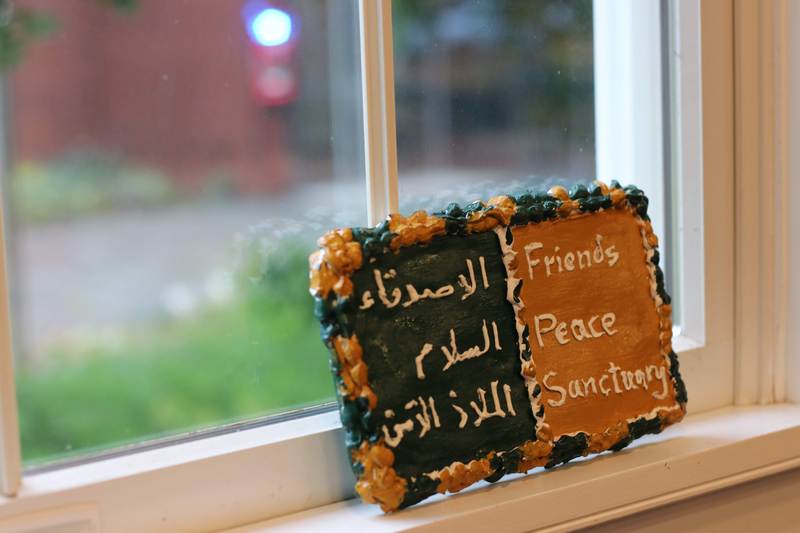 الاصدقاء
السلام
الملاذ الآمن
Friends
Peace
Sanctuary